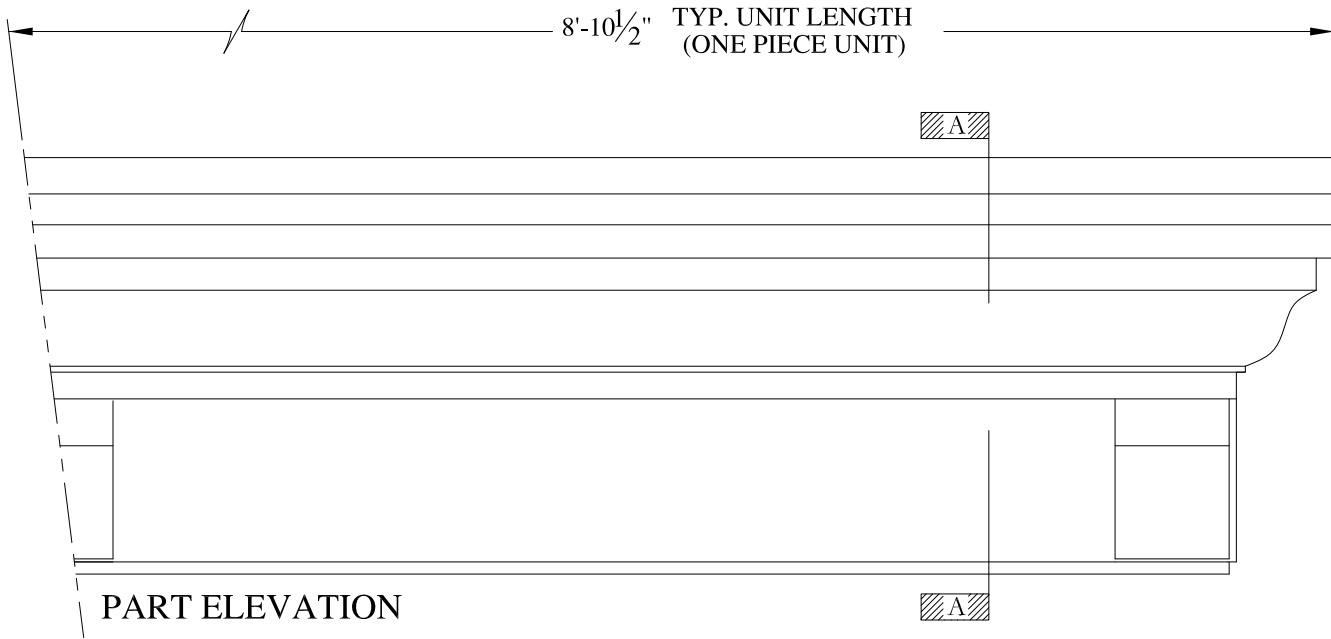 8'-10½" TYP. UNIT LENGTH
(ONE PIECE UNIT)
A
A
PART ELEVATION